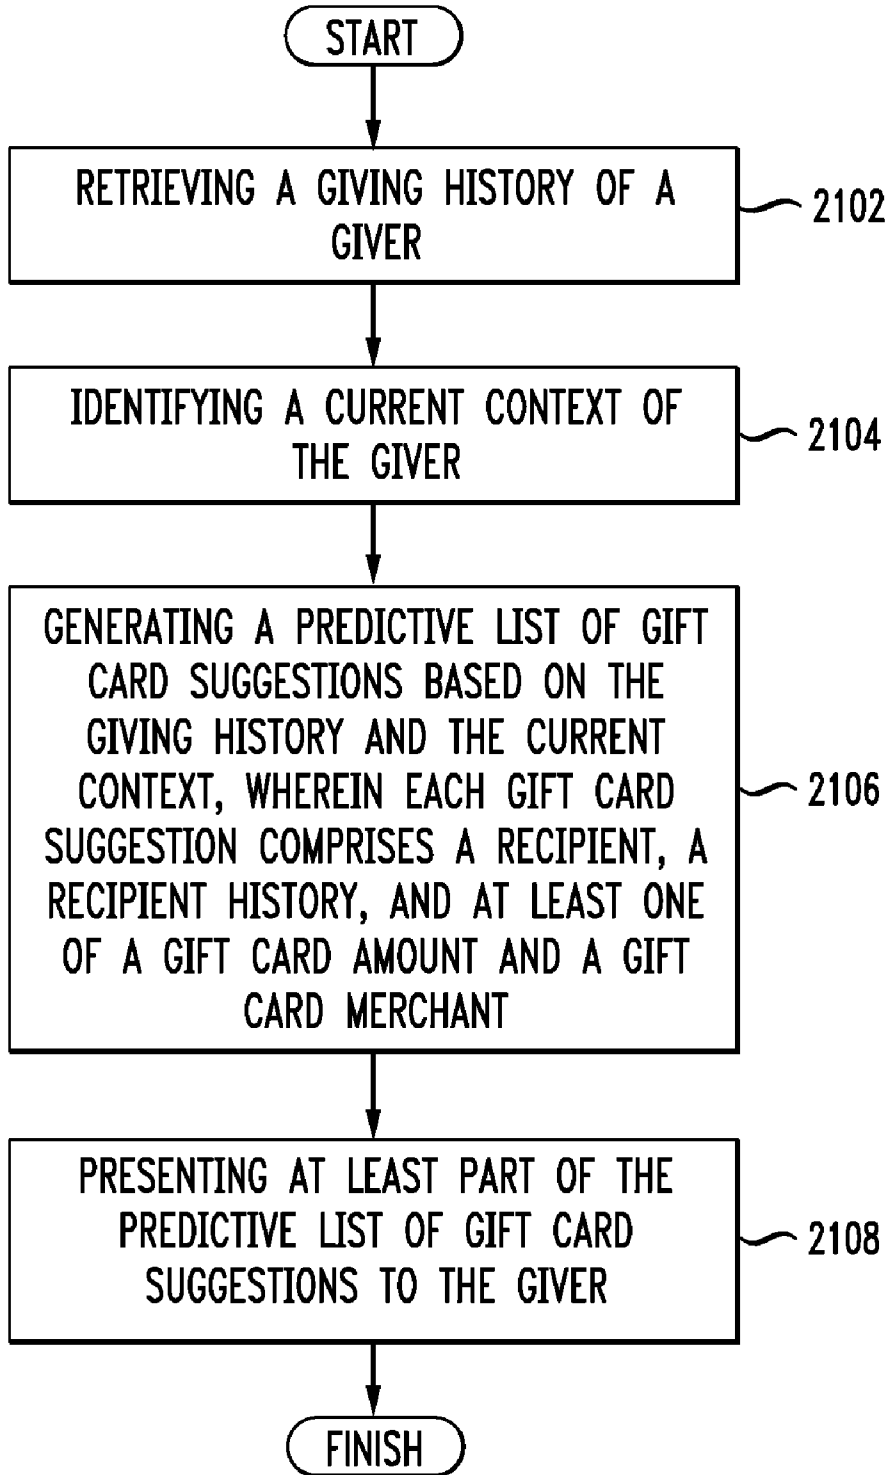 START
RETRIEVING A GIVING HISTORY OF A
GIVER
2102
IDENTIFYING A CURRENT CONTEXT OF
THE GIVER
2104
GENERATING A PREDICTIVE LIST OF GIFT
CARD SUGGESTIONS BASED ON THE
GIVING HISTORY AND THE CURRENT
CONTEXT, WHEREIN EACH GIFT CARD
SUGGESTION COMPRISES A RECIPIENT, A
RECIPIENT HISTORY, AND AT LEAST ONE
OF A GIFT CARD AMOUNT AND A GIFT
CARD MERCHANT
2106
PRESENTING AT LEAST PART OF THE
PREDICTIVE LIST OF GIFT CARD
SUGGESTIONS TO THE GIVER
2108
FINISH